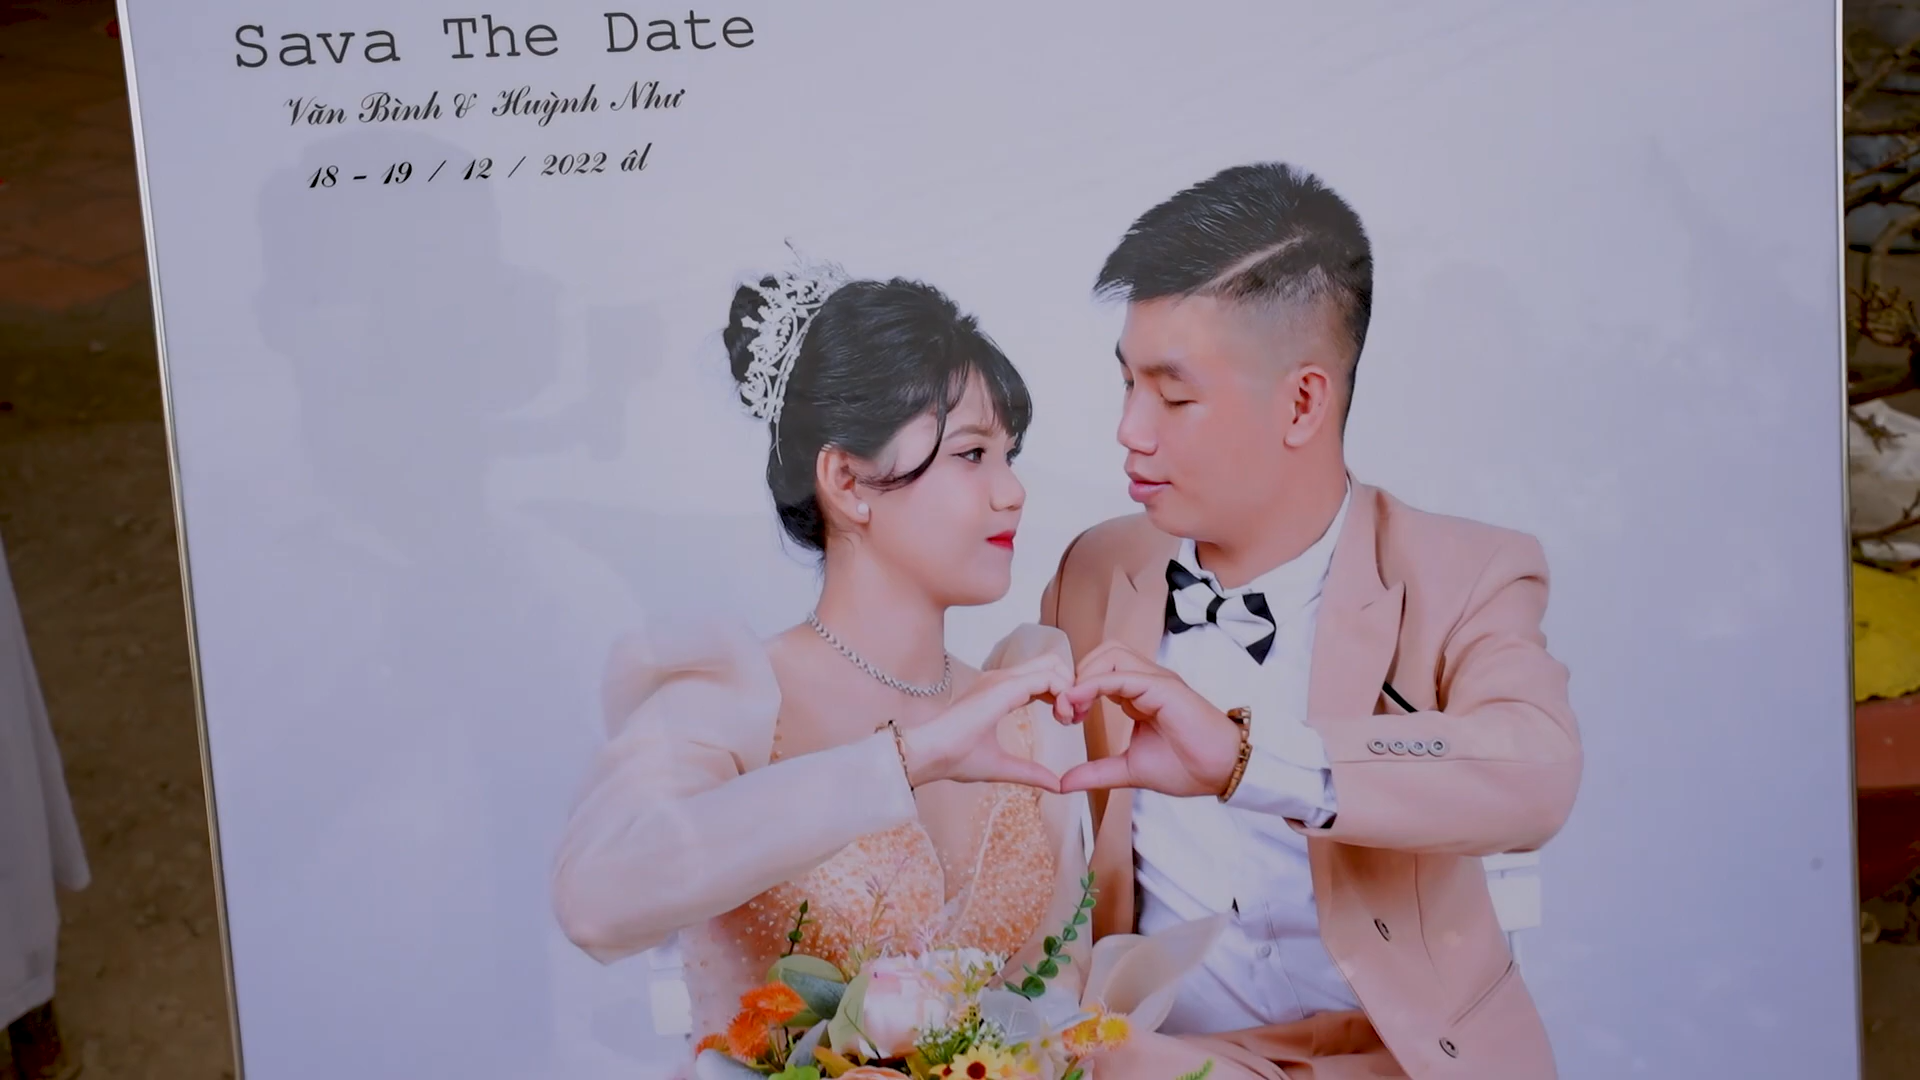 Sava The Date
Văn Bình & Huỳnh Như
18 - 19 / 12 / 2022 âl